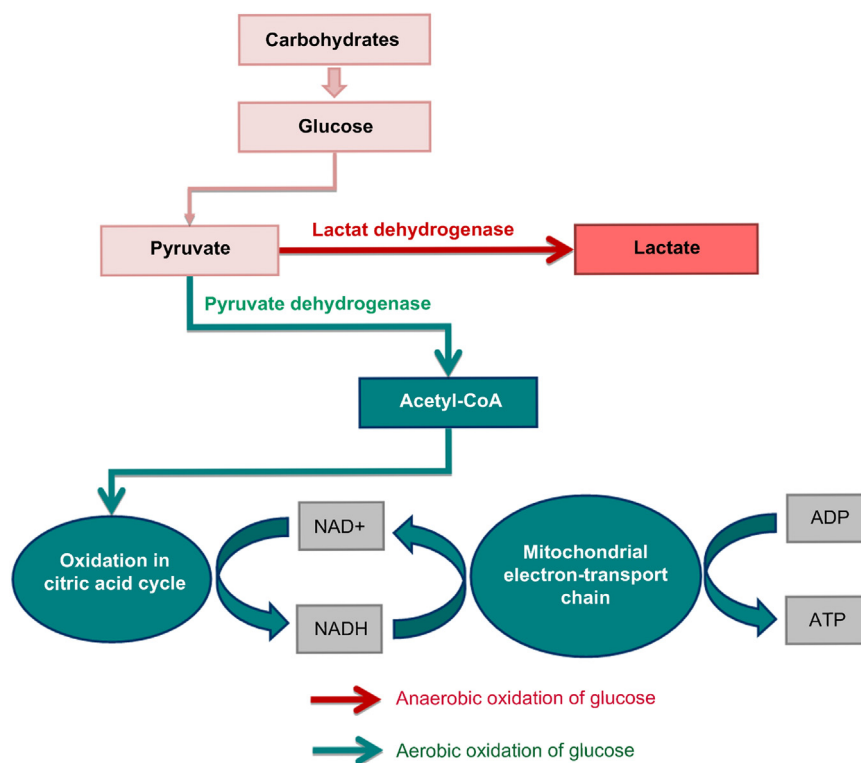 Carbohydrates
Glucose
Lactat dehydrogenase
Pyruvate
Lactate
Pyruvate dehydrogenase
Acetyl-CoA
Oxidation in
citric acid cycle
NAD+
NADH
Mitochondrial
electron-transport
chain
ADP
ATP
Anaerobic oxidation of glucose
Aerobic oxidation of glucose